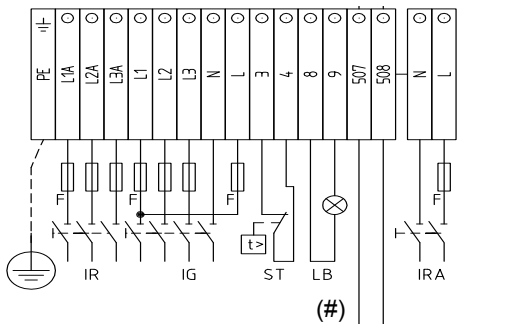 PE L1A L2A L3A L1 L2 L3 N L 3 4 8 9 507 508 N L
F F F F
t>
IR IG ST LB IRA
(#)